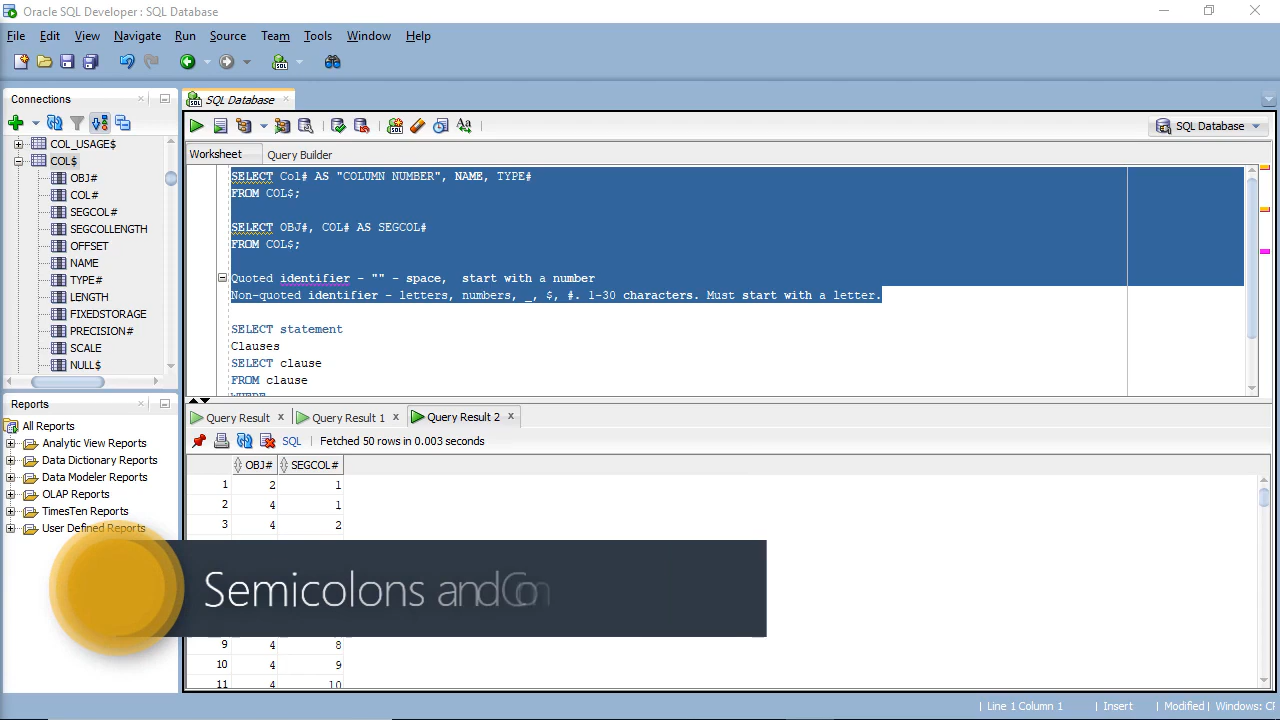 Oracle SQL Developer : SQL Database
File Edit View Navigate Run Source Team Tools Window Help
Connections
SQL Database
SQL Database
Worksheet Query Builder
COL_USAGE$
COL$
OBJ#
COL#
SEGCOL#
SEGCOLLENGTH
OFFSET
NAME
TYPE#
LENGTH
FIXEDSTORAGE
PRECISION#
SCALE
NULL$
SELECT Col# AS "COLUMN NUMBER", NAME, TYPE#
FROM COL$;
SELECT OBJ#, COL# AS SEGCOL#
FROM COL$;
Quoted identifier - "" - space, start with a number
Non-quoted identifier - letters, numbers, _, $, #. 1-30 characters. Must start with a letter.
SELECT statement
Clauses
SELECT clause
FROM clause
WHERE
Reports
All Reports
Analytic View Reports
Data Dictionary Reports
Data Modeler Reports
OLAP Reports
TimesTen Reports
User Defined Reports
Query Result Query Result 1 Query Result 2
SQL Fetched 50 rows in 0.003 seconds
OBJ# SEGCOL#
1 2 1
2 4 1
3 4 2
9 4 8
10 4 9
11 4 10
Semicolons and
Line 1 Column 1 Insert Modified Windows: